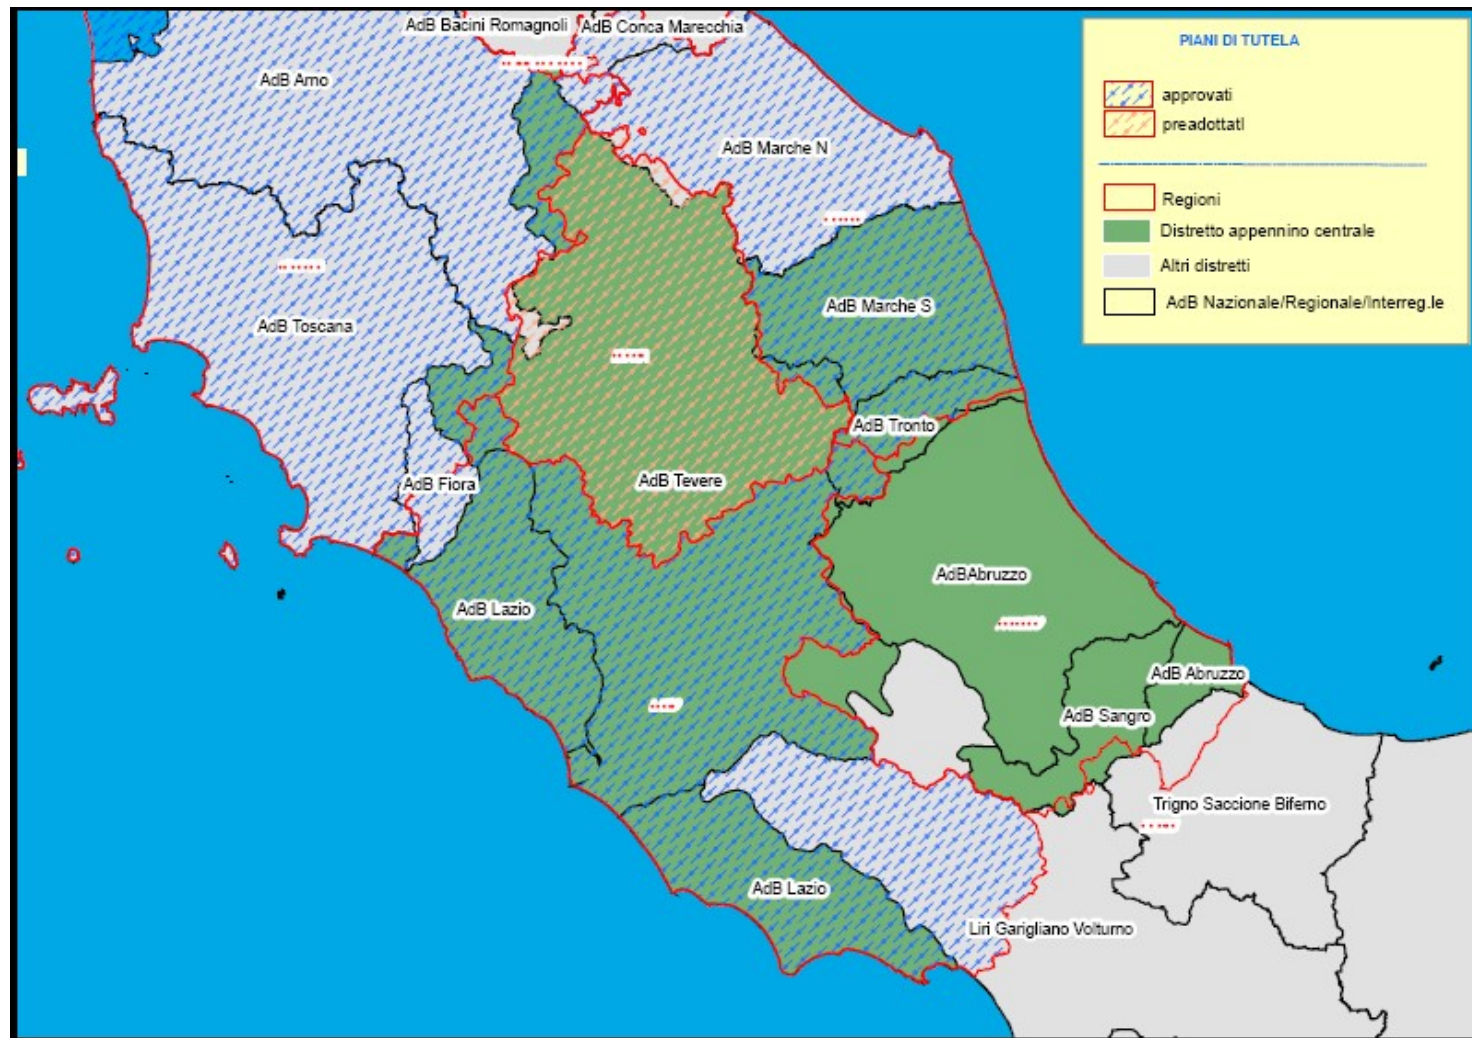 AdB Bacini Romagnoli
AdB Conca Marecchia
PIANI DI TUTELA
AdB Arno
approvati
preadottatI
AdB Marche N
Regioni
Distretto appennino centrale
Altri distretti
AdB Nazionale/Regionale/Interreg.le
AdB Marche S
AdB Toscana
AdB Tronto
AdB Tevere
AdB Fiora
AdBAbruzzo
AdB Lazio
AdB Abruzzo
AdB Sangro
Trigno Saccione Biferno
AdB Lazio
Liri Garigliano Volturno